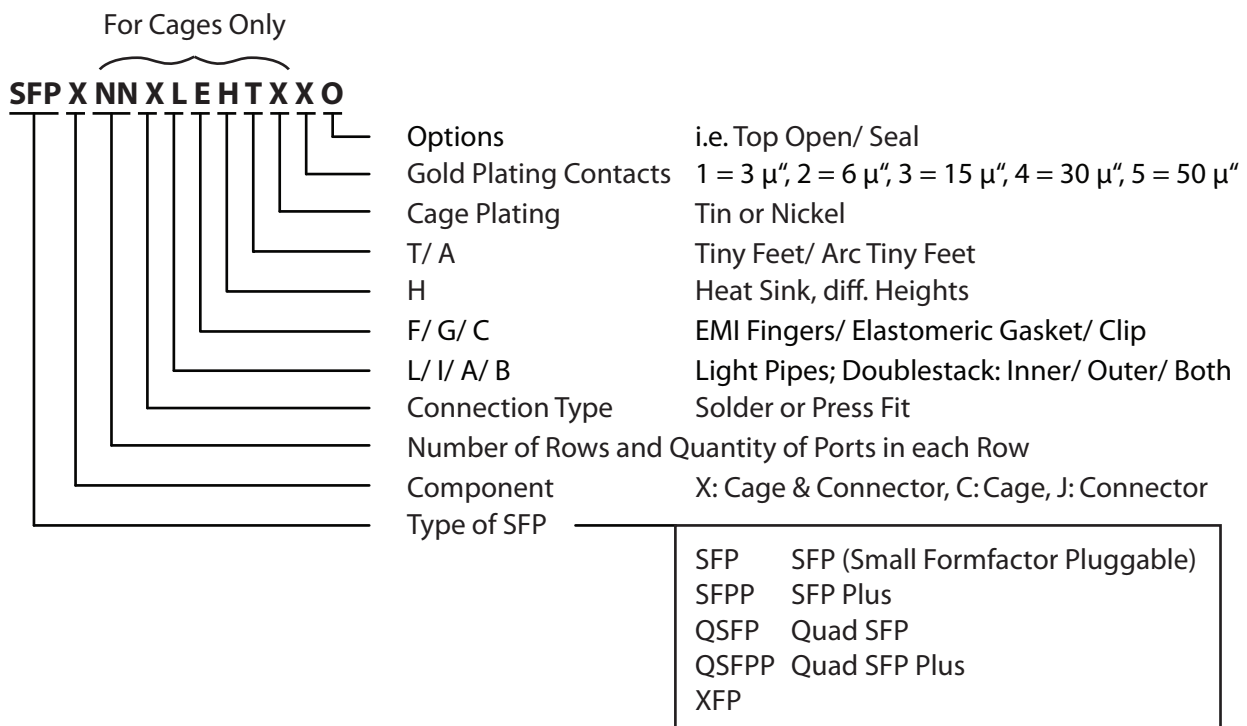 For Cages Only
SFP X NN X L E H T X X O
Options i.e. Top Open/ Seal
Gold Plating Contacts 1 = 3 µ“, 2 = 6 µ“, 3 = 15 µ“, 4 = 30 µ“, 5 = 50 µ“
Cage Plating Tin or Nickel
T/ A Tiny Feet/ Arc Tiny Feet
H Heat Sink, diff. Heights
F/ G/ C EMI Fingers/ Elastomeric Gasket/ Clip
L/ I/ A/ B Light Pipes; Doublestack: Inner/ Outer/ Both
Connection Type Solder or Press Fit
Number of Rows and Quantity of Ports in each Row
Component X: Cage & Connector, C: Cage, J: Connector
Type of SFP
SFP SFP (Small Formfactor Pluggable)
SFPP SFP Plus
QSFP Quad SFP
QSFPP Quad SFP Plus
XFP